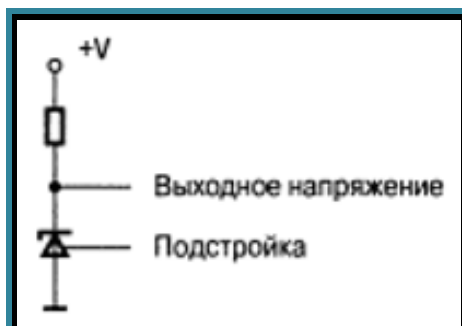 +V
Выходное напряжение
Подстройка